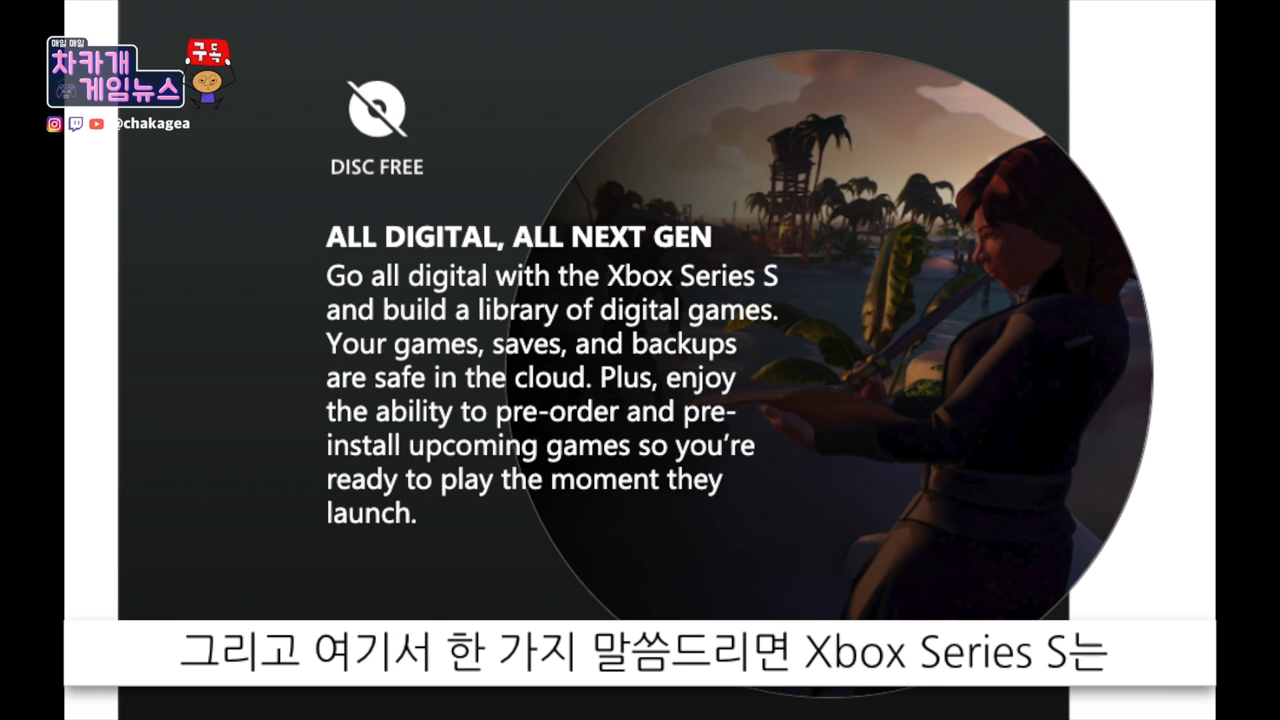 매일 매일
차카개
게임뉴스
구독
@chakagea
DISC FREE
ALL DIGITAL, ALL NEXT GEN
Go all digital with the Xbox Series S
and build a library of digital games.
Your games, saves, and backups
are safe in the cloud. Plus, enjoy
the ability to pre-order and pre-
install upcoming games so you’re
ready to play the moment they
launch.
그리고 여기서 한 가지 말씀드리면 Xbox Series S는